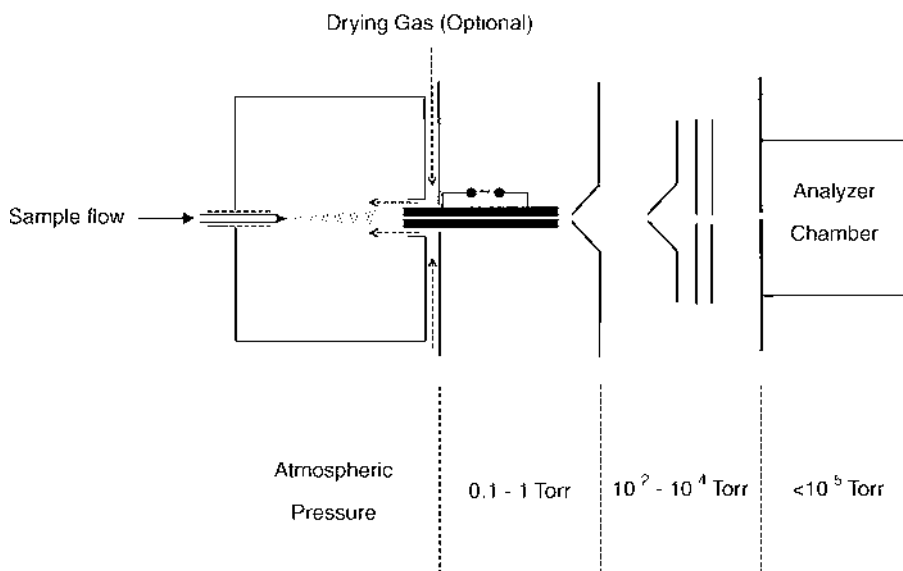 Drying Gas (Optional)
Sample flow
Analyzer
Chamber
Atmospheric
Pressure
0.1 - 1 Torr
10⁻² - 10⁻⁴ Torr
<10⁻⁵ Torr